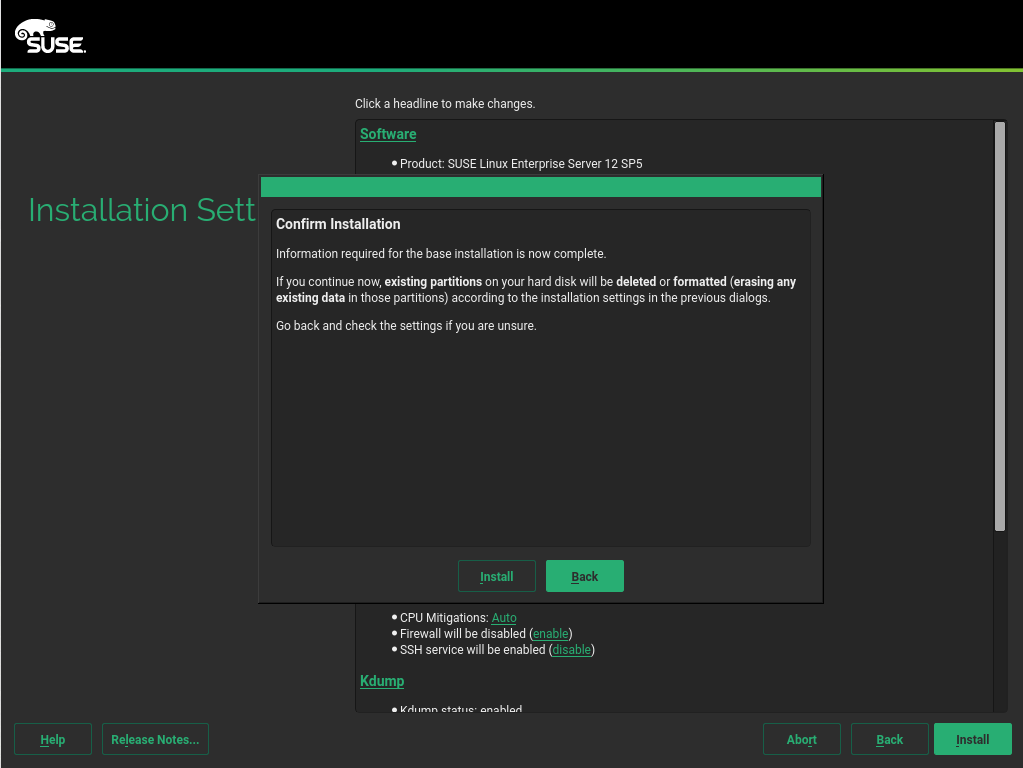 SUSE.
Click a headline to make changes.
Software
Product: SUSE Linux Enterprise Server 12 SP5
Installation Sett
Confirm Installation
Information required for the base installation is now complete.
If you continue now, existing partitions on your hard disk will be deleted or formatted (erasing any
existing data in those partitions) according to the installation settings in the previous dialogs.
Go back and check the settings if you are unsure.
Install Back
CPU Mitigations: Auto
Firewall will be disabled (enable)
SSH service will be enabled (disable)
Kdump
Kdump status: enabled
Help Release Notes... Abort Back Install